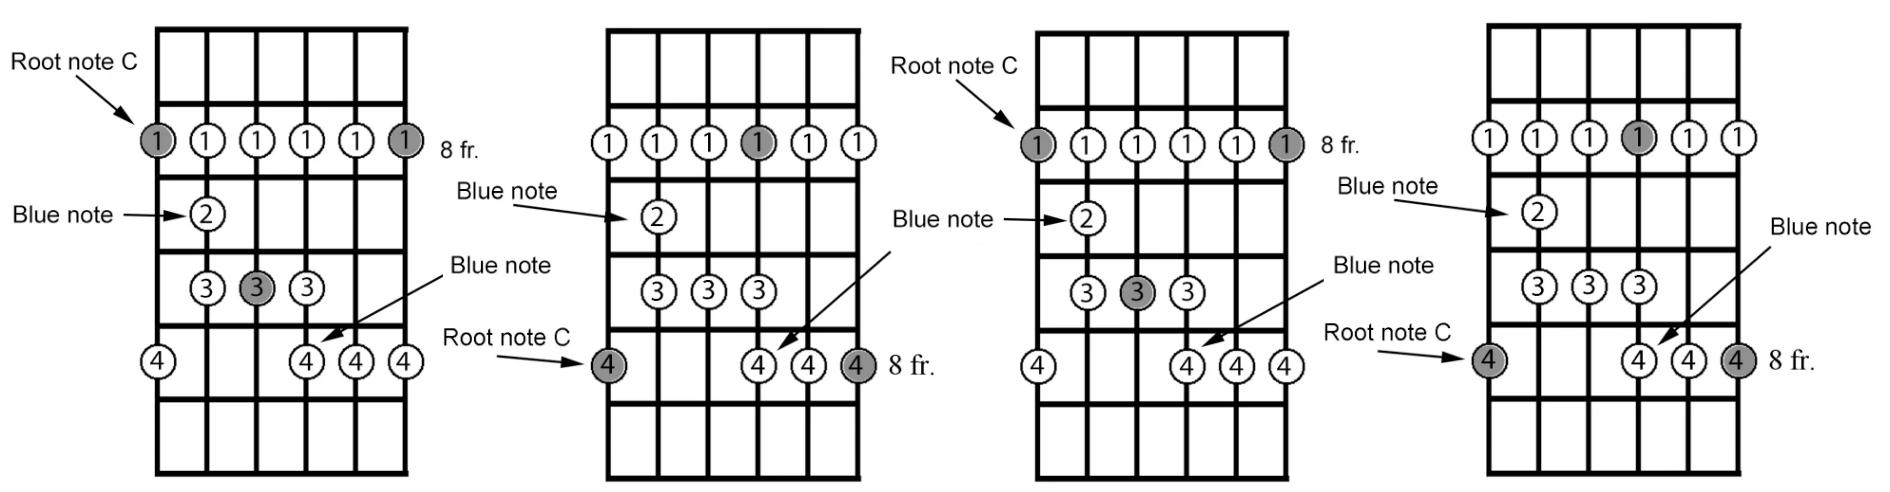 Root note C
1 1 1 1 1 1 8 fr.
2
Blue note
3 3 3
Blue note
4 4 4 4
1 1 1 1 1 1
Blue note
2
3 3 3
Root note C
4 4 4 4 8 fr.
Root note C
1 1 1 1 1 1 8 fr.
Blue note
2
3 3 3
Blue note
4 4 4 4
1 1 1 1 1 1
Blue note
2
Blue note
3 3 3
Root note C
4 4 4 4 8 fr.